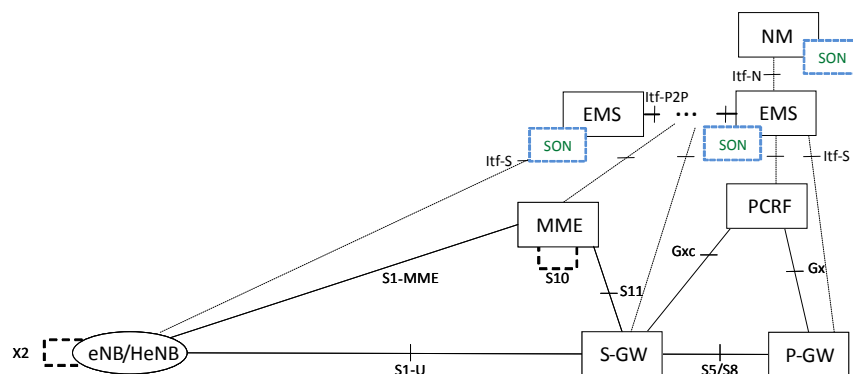 NM
SON
Itf-N
Itf-P2P
EMS
...
EMS
SON
SON
Itf-S
Itf-S
MME
PCRF
Gxc
S1-MME
S10
S11
Gx
X2
eNB/HeNB
S-GW
P-GW
S1-U
S5/S8